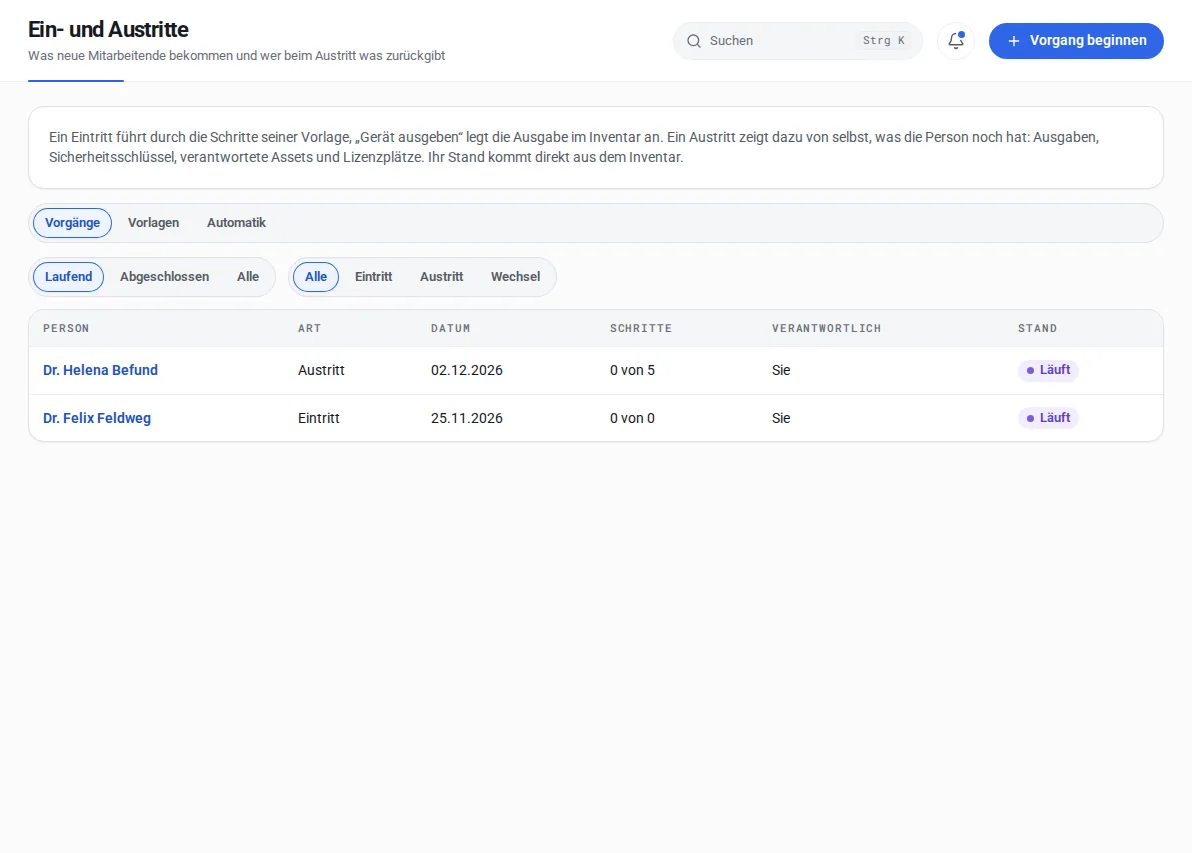 Ein- und Austritte
Was neue Mitarbeitende bekommen und wer beim Austritt was zurückgibt
Suchen Strg K
Vorgang beginnen
Ein Eintritt führt durch die Schritte seiner Vorlage, „Gerät ausgeben“ legt die Ausgabe im Inventar an. Ein Austritt zeigt dazu von selbst, was die Person noch hat: Ausgaben,
Sicherheitsschlüssel, verantwortete Assets und Lizenzplätze. Ihr Stand kommt direkt aus dem Inventar.
Vorgänge Vorlagen Automatik
Laufend Abgeschlossen Alle Alle Eintritt Austritt Wechsel
PERSON ART DATUM SCHRITTE VERANTWORTLICH STAND
Dr. Helena Befund Austritt 02.12.2026 0 von 5 Sie Läuft
Dr. Felix Feldweg Eintritt 25.11.2026 0 von 0 Sie Läuft